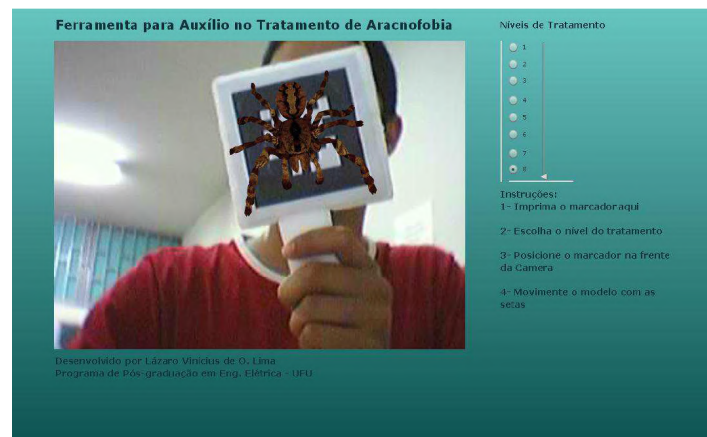 Ferramenta para Auxílio no Tratamento de Aracnofobia
Níveis de Tratamento
1
2
3
4
5
6
7
8
Instruções:
1- Imprima o marcador aqui
2- Escolha o nível do tratamento
3- Posicione o marcador na frente
da Camera
4- Movimente o modelo com as
setas
Desenvolvido por Lázaro Vinícius de O. Lima
Programa de Pós-graduação em Eng. Elétrica - UFU